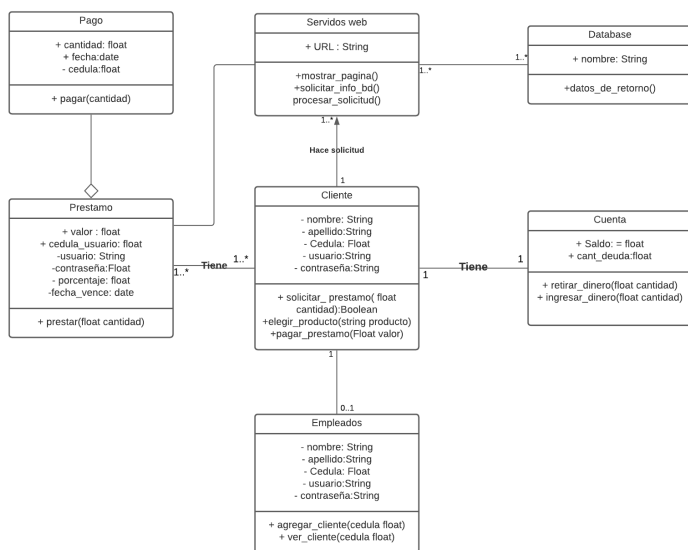 Pago
+ cantidad: float
+ fecha:date
- cedula:float
+ pagar(cantidad)
Servidos web
+ URL : String
+mostrar_pagina()
+solicitar_info_bd()
procesar_solicitud()
1..*
1..*
Database
+ nombre: String
+datos_de_retorno()
1..*
Hace solicitud
1
Prestamo
+ valor : float
+ cedula_usuario: float
-usuario: String
-contraseña:Float
- porcentaje: float
-fecha_vence: date
+ prestar(float cantidad)
1..*
Tiene
1..*
Cliente
- nombre: String
- apellido:String
- Cedula: Float
- usuario:String
- contraseña:String
+ solicitar_ prestamo( float
cantidad):Boolean
+elegir_producto(string producto)
+pagar_prestamo(Float valor)
1
Tiene
1
Cuenta
+ Saldo: = float
+ cant_deuda:float
+ retirar_dinero(float cantidad)
+ ingresar_dinero(float cantidad)
1
0..1
Empleados
- nombre: String
- apellido:String
- Cedula: Float
- usuario:String
- contraseña:String
+ agregar_cliente(cedula float)
+ ver_cliente(cedula float)